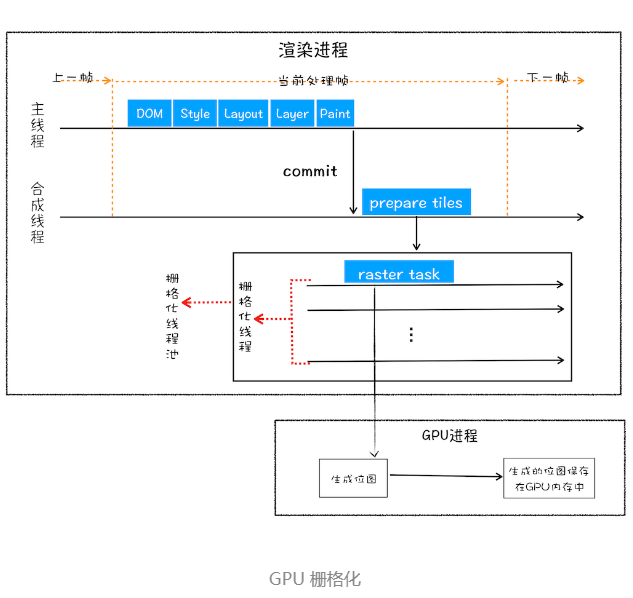 渲染进程
上一帧
当前处理帧
下一帧
主线程
DOM
Style
Layout
Layer
Paint
commit
合成线程
prepare tiles
raster task
栅格化线程池
栅格化线程
...
GPU进程
生成位图
生成的位图保存
在GPU内存中
GPU 栅格化